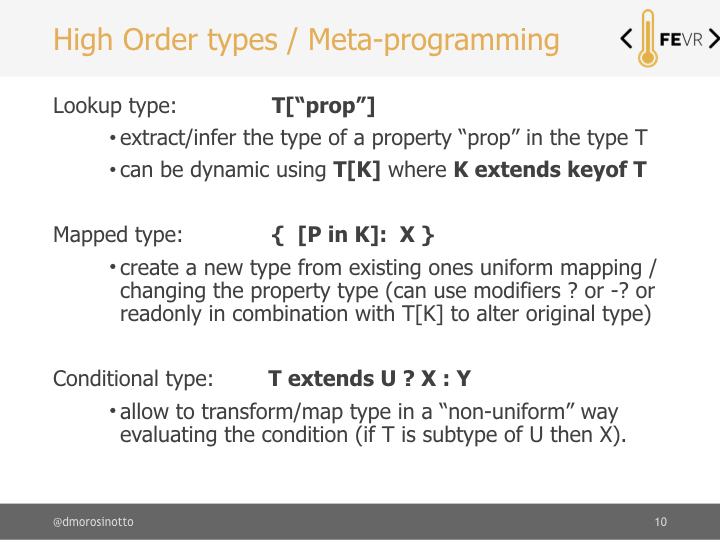 High Order types / Meta-programming
< FEVR >
Lookup type: T[“prop”]
• extract/infer the type of a property “prop” in the type T
• can be dynamic using T[K] where K extends keyof T
Mapped type: { [P in K]: X }
• create a new type from existing ones uniform mapping /
changing the property type (can use modifiers ? or -? or
readonly in combination with T[K] to alter original type)
Conditional type: T extends U ? X : Y
• allow to transform/map type in a “non-uniform” way
evaluating the condition (if T is subtype of U then X).
@dmorosinotto 10